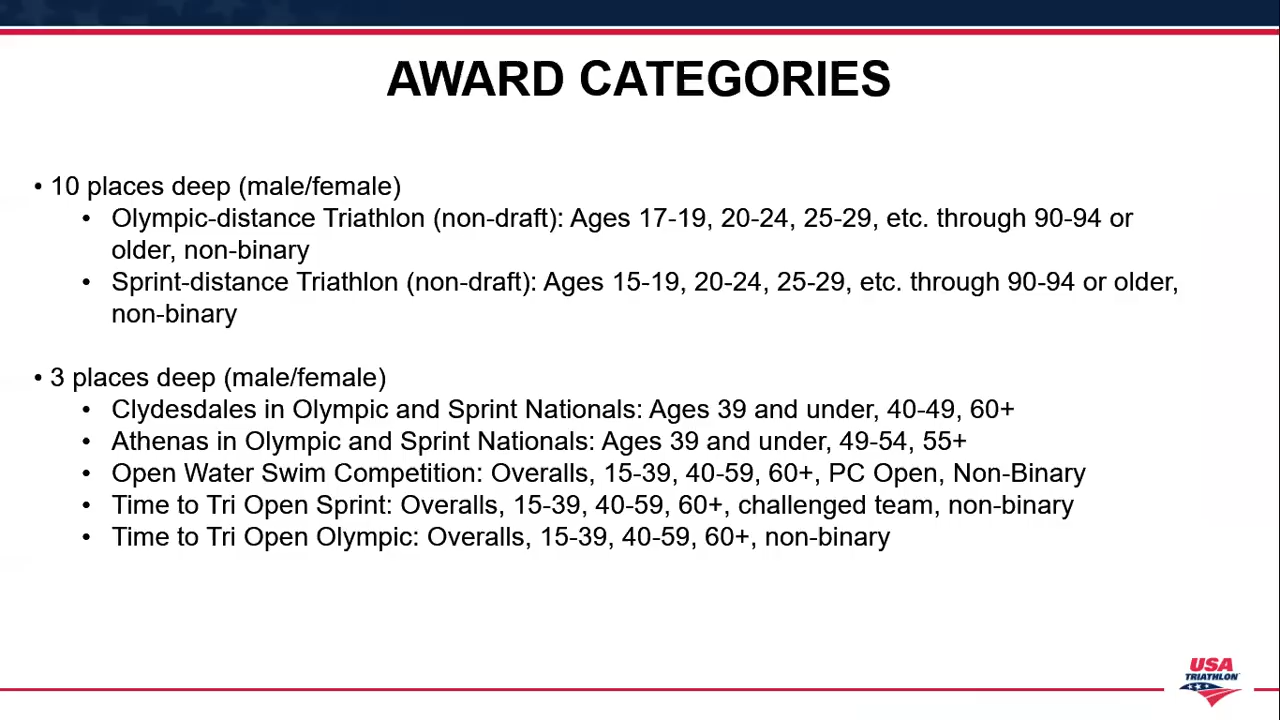 AWARD CATEGORIES
• 10 places deep (male/female)
• Olympic-distance Triathlon (non-draft): Ages 17-19, 20-24, 25-29, etc. through 90-94 or
older, non-binary
• Sprint-distance Triathlon (non-draft): Ages 15-19, 20-24, 25-29, etc. through 90-94 or older,
non-binary
• 3 places deep (male/female)
• Clydesdales in Olympic and Sprint Nationals: Ages 39 and under, 40-49, 60+
• Athenas in Olympic and Sprint Nationals: Ages 39 and under, 49-54, 55+
• Open Water Swim Competition: Overalls, 15-39, 40-59, 60+, PC Open, Non-Binary
• Time to Tri Open Sprint: Overalls, 15-39, 40-59, 60+, challenged team, non-binary
• Time to Tri Open Olympic: Overalls, 15-39, 40-59, 60+, non-binary
USA
TRIATHLON